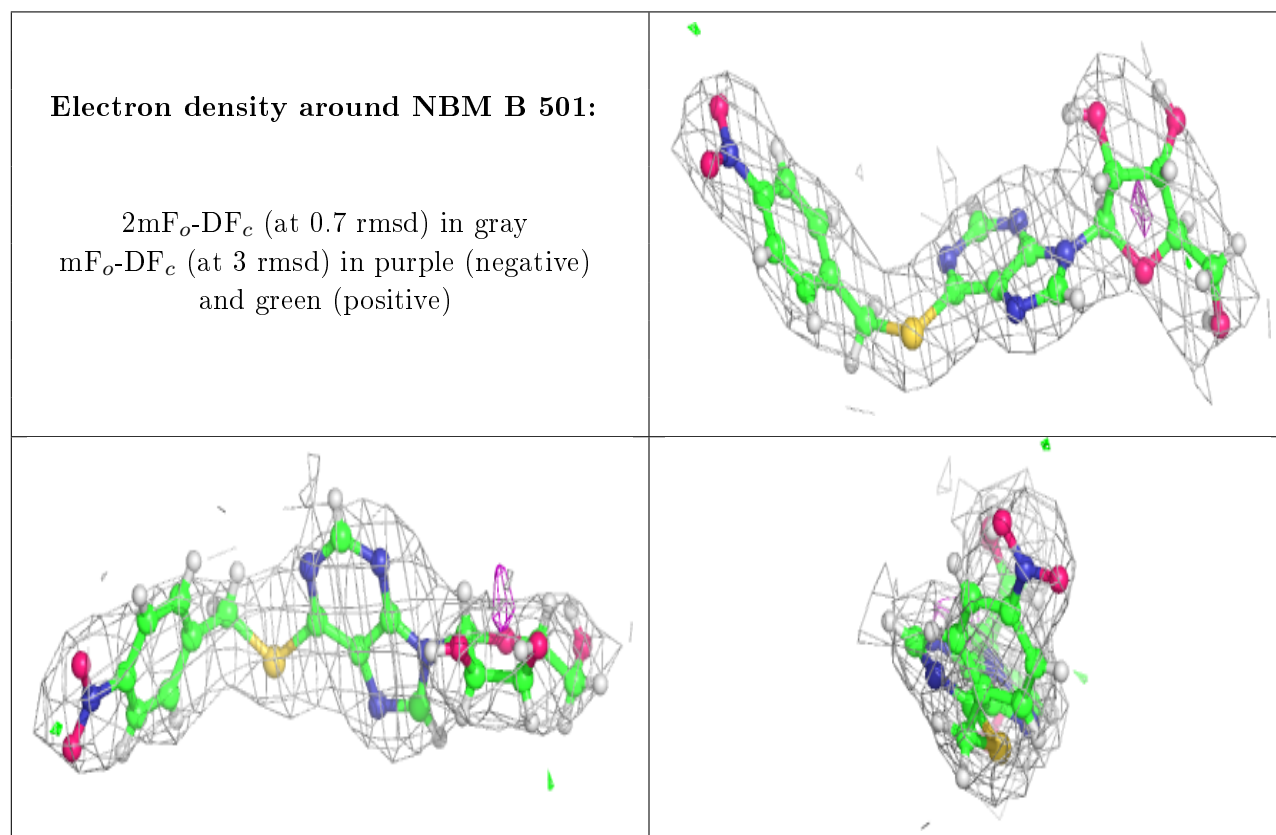 Electron density around NBM B 501:
2mFₒ-DF𝑐 (at 0.7 rmsd) in gray
mFₒ-DF𝑐 (at 3 rmsd) in purple (negative)
and green (positive)